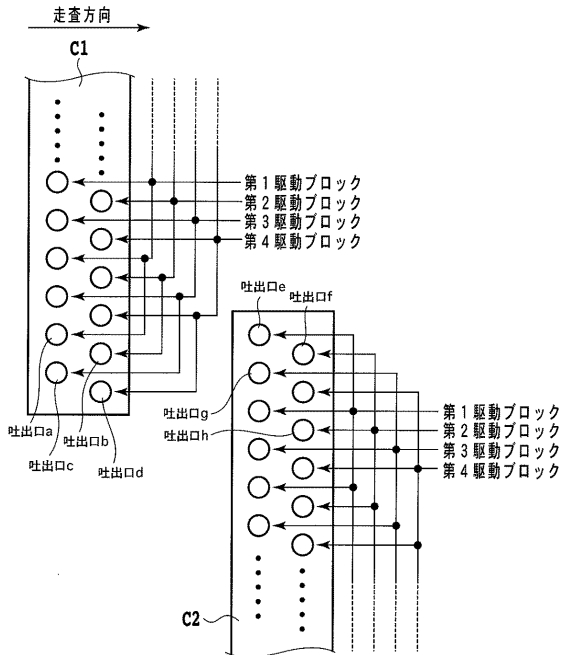 走査方向
C1
第1駆動ブロック
第2駆動ブロック
第3駆動ブロック
第4駆動ブロック
吐出口e
吐出口f
吐出口g
吐出口h
吐出口a
吐出口b
吐出口c
吐出口d
第1駆動ブロック
第2駆動ブロック
第3駆動ブロック
第4駆動ブロック
C2